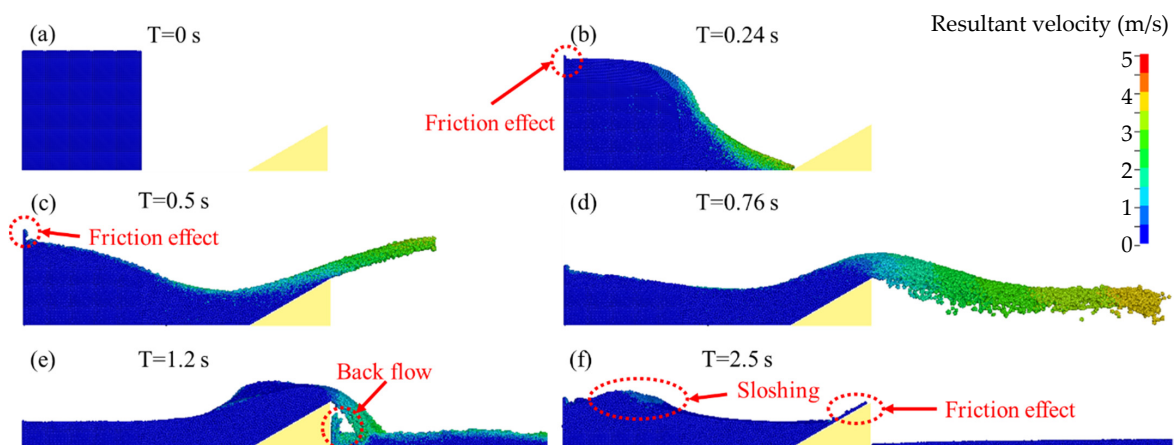 (a)
T=0 s
(b)
T=0.24 s
Resultant velocity (m/s)
5
4
3
2
1
0
Friction effect
(c)
T=0.5 s
Friction effect
(d)
T=0.76 s
(e)
T=1.2 s
Back flow
(f)
T=2.5 s
Sloshing
Friction effect